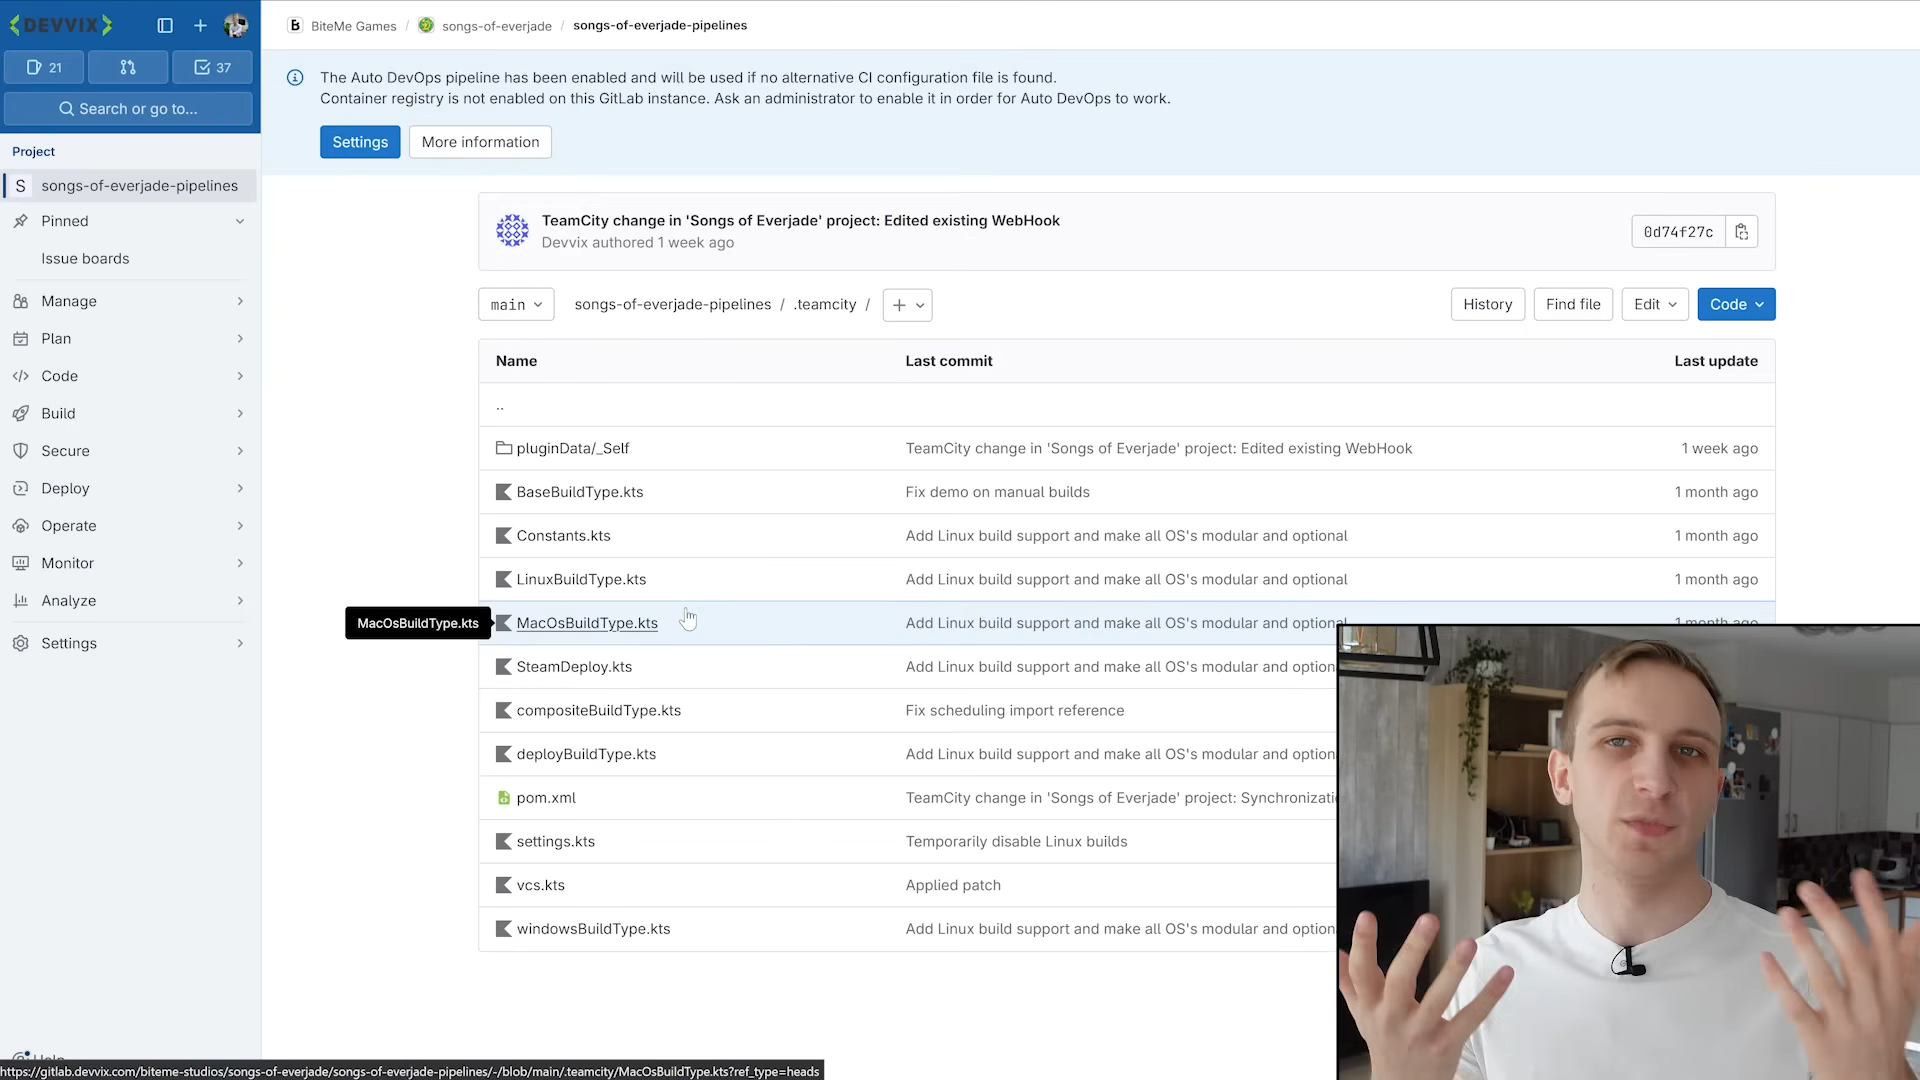 DEVVIX
21
37
Search or go to...
Project
S songs-of-everjade-pipelines
Pinned
Issue boards
Manage
Plan
Code
Build
Secure
Deploy
Operate
Monitor
Analyze
Settings
Help
B BiteMe Games / songs-of-everjade / songs-of-everjade-pipelines
The Auto DevOps pipeline has been enabled and will be used if no alternative CI configuration file is found.
Container registry is not enabled on this GitLab instance. Ask an administrator to enable it in order for Auto DevOps to work.
Settings More information
TeamCity change in 'Songs of Everjade' project: Edited existing WebHook
Devvix authored 1 week ago
0d74f27c
main songs-of-everjade-pipelines / .teamcity / +
History Find file Edit Code
Name Last commit Last update
..
pluginData/_Self TeamCity change in 'Songs of Everjade' project: Edited existing WebHook 1 week ago
BaseBuildType.kts Fix demo on manual builds 1 month ago
Constants.kts Add Linux build support and make all OS's modular and optional 1 month ago
LinuxBuildType.kts Add Linux build support and make all OS's modular and optional 1 month ago
MacOsBuildType.kts
MacOsBuildType.kts Add Linux build support and make all OS's modular and optional 1 month ago
SteamDeploy.kts Add Linux build support and make all OS's modular and option
compositeBuildType.kts Fix scheduling import reference
deployBuildType.kts Add Linux build support and make all OS's modular and option
pom.xml TeamCity change in 'Songs of Everjade' project: Synchronizati
settings.kts Temporarily disable Linux builds
vcs.kts Applied patch
windowsBuildType.kts Add Linux build support and make all OS's modular and option
https://gitlab.devvix.com/biteme-studios/songs-of-everjade/songs-of-everjade-pipelines/-/blob/main/.teamcity/MacOsBuildType.kts?ref_type=heads